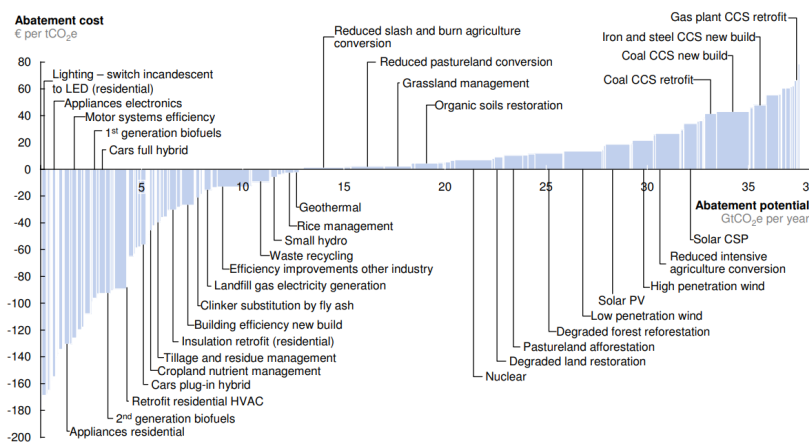 Abatement cost
€ per tCO2e
Gas plant CCS retrofit
Reduced slash and burn agriculture
conversion
Iron and steel CCS new build
Coal CCS new build
Reduced pastureland conversion
Coal CCS retrofit
Grassland management
Organic soils restoration
Lighting – switch incandescent
to LED (residential)
Appliances electronics
Motor systems efficiency
1st generation biofuels
Cars full hybrid
80
60
40
20
0
-20
-40
-60
-80
-100
-120
-140
-160
-180
-200
5
10
15
20
25
30
35
3
Abatement potential
GtCO2e per year
Geothermal
Rice management
Small hydro
Waste recycling
Efficiency improvements other industry
Landfill gas electricity generation
Clinker substitution by fly ash
Building efficiency new build
Insulation retrofit (residential)
Tillage and residue management
Cropland nutrient management
Cars plug-in hybrid
Retrofit residential HVAC
2nd generation biofuels
Appliances residential
Solar CSP
Reduced intensive
agriculture conversion
High penetration wind
Solar PV
Low penetration wind
Degraded forest reforestation
Pastureland afforestation
Degraded land restoration
Nuclear